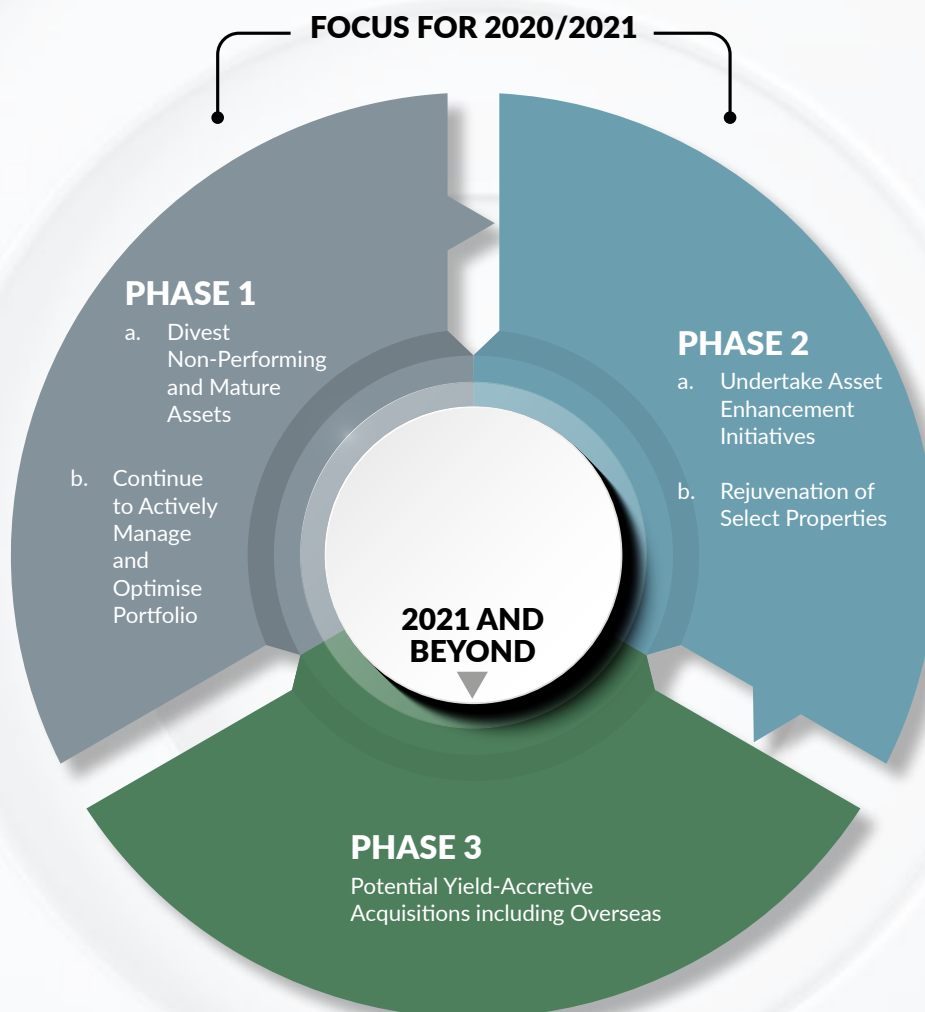 FOCUS FOR 2020/2021
PHASE 1
a. Divest
Non-Performing
and Mature
Assets
b. Continue
to Actively
Manage
and
Optimise
Portfolio
PHASE 2
a. Undertake Asset
Enhancement
Initiatives
b. Rejuvenation of
Select Properties
2021 AND
BEYOND
PHASE 3
Potential Yield-Accretive
Acquisitions including Overseas